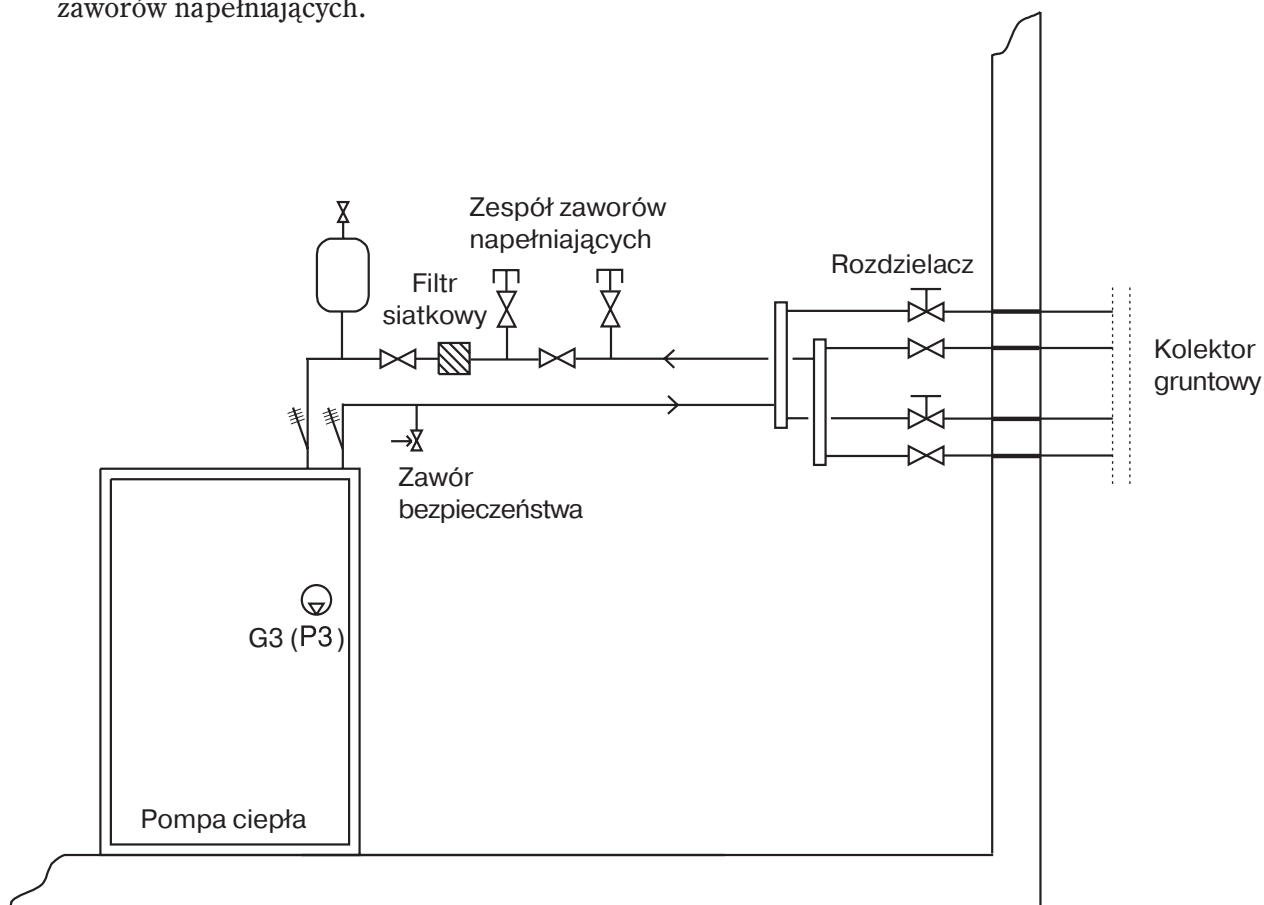 zaworów napełniających.
Zespół zaworów
napełniających
Rozdzielacz
Filtr
siatkowy
Kolektor
gruntowy
Zawór
bezpieczeństwa
G3 (P3)
Pompa ciepła